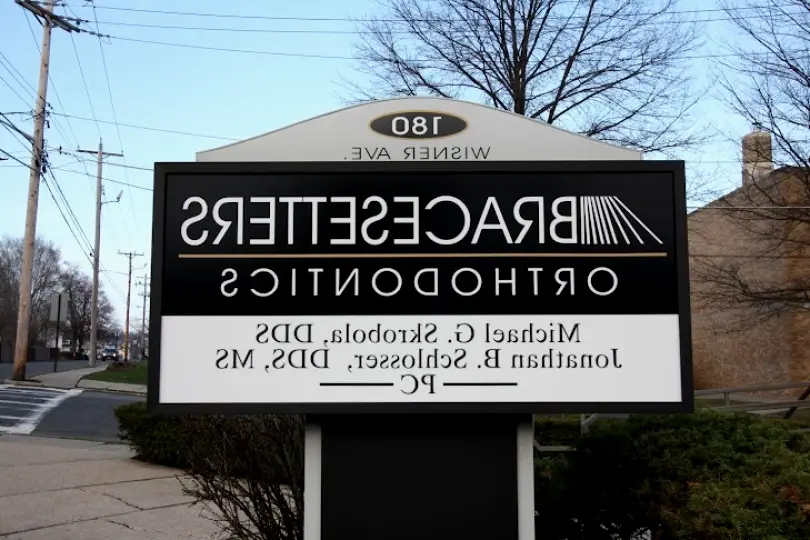 180
WISNER AVE.
BRACESETTERS
ORTHODONTICS
Michael G. Skrobola, DDS
Jonathan B. Schlosser, DDS, MS
PC